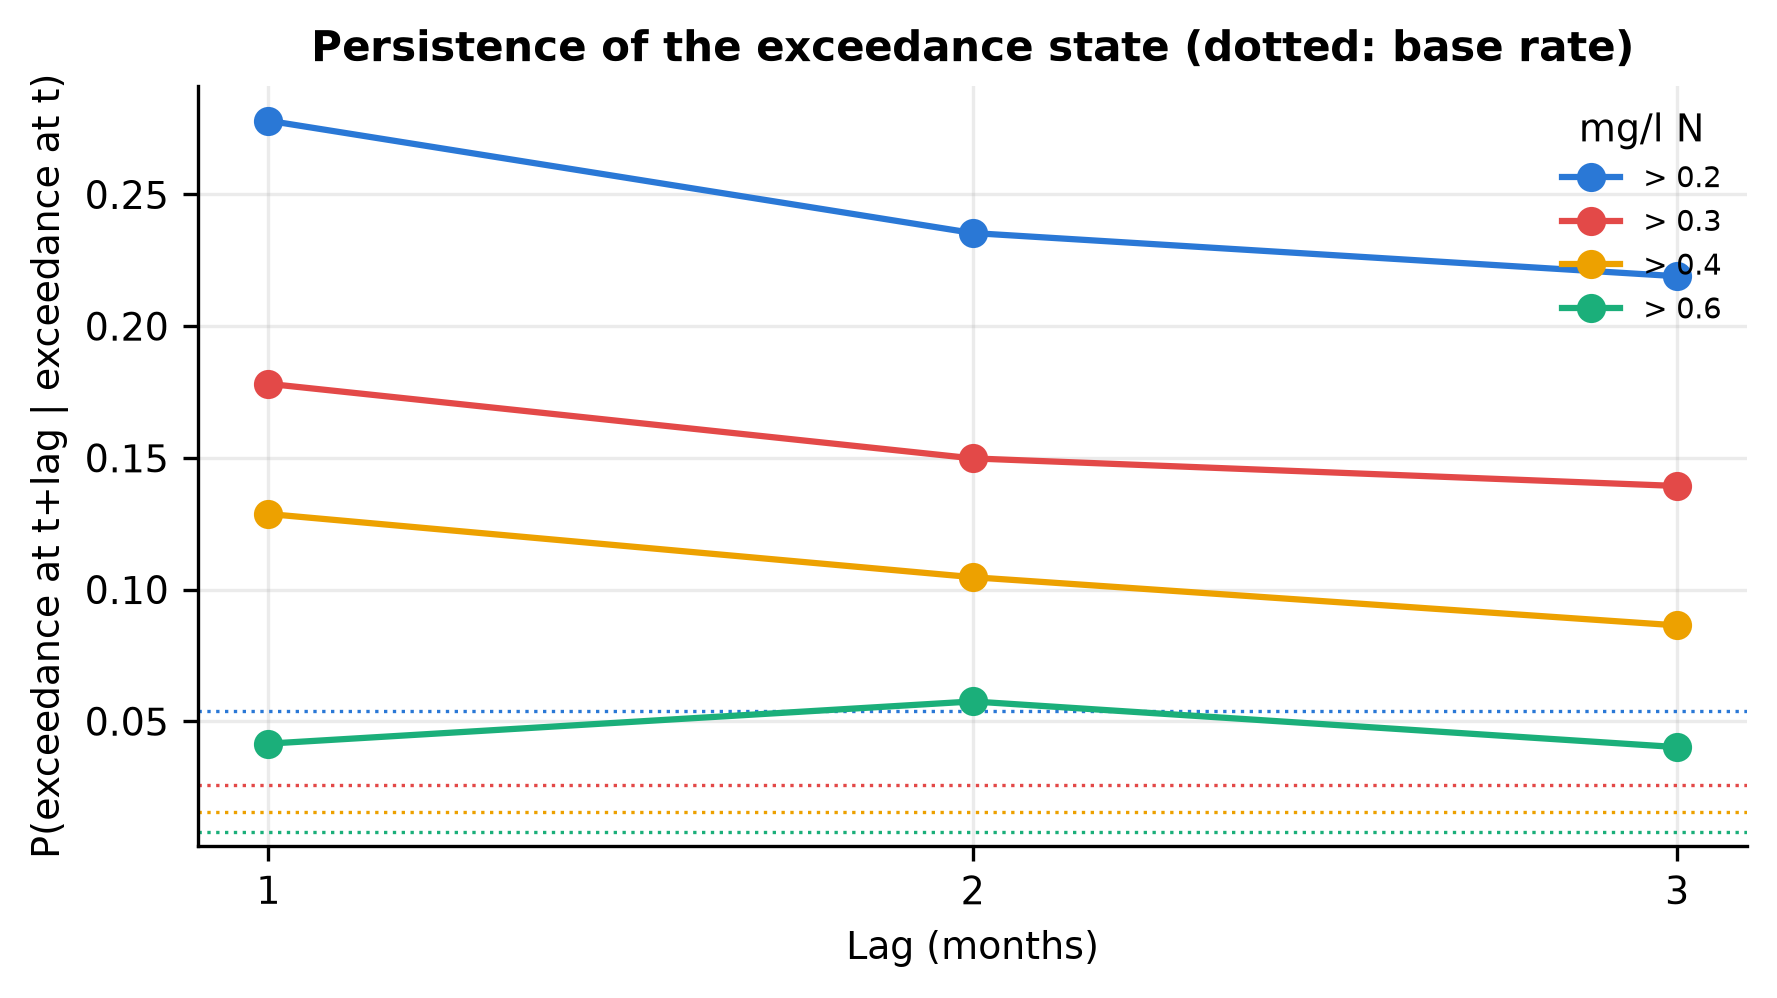 Persistence of the exceedance state (dotted: base rate)
P(exceedance at t+lag | exceedance at t)
mg/l N
> 0.2
> 0.3
> 0.4
> 0.6
0.25
0.20
0.15
0.10
0.05
1 2 3
Lag (months)